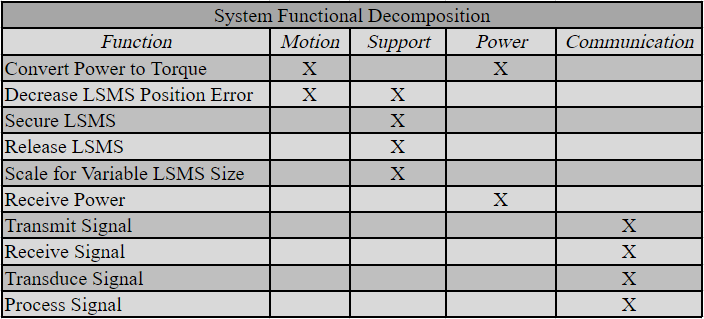 System Functional Decomposition
Function Motion Support Power Communication
Convert Power to Torque X X
Decrease LSMS Position Error X X
Secure LSMS X
Release LSMS X
Scale for Variable LSMS Size X
Receive Power X
Transmit Signal X
Receive Signal X
Transduce Signal X
Process Signal X